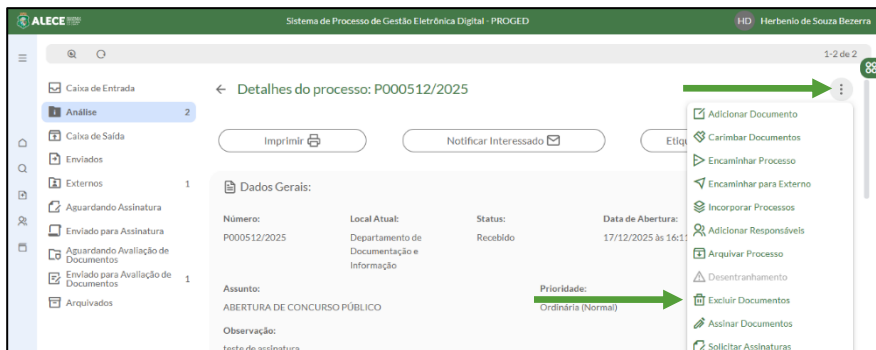 ALECE
Sistema de Processo de Gestão Eletrônica Digital - PROGED
HD Herbenio de Souza Bezerra
1-2 de 2
Caixa de Entrada
Análise 2
Caixa de Saída
Enviados
Externos 1
Aguardando Assinatura
Enviado para Assinatura
Aguardando Avaliação de
Documentos
Enviado para Avaliação de
Documentos 1
Arquivados
Detalhes do processo: P000512/2025
Imprimir
Notificar Interessado
Etiqu
Dados Gerais:
Número:
P000512/2025
Local Atual:
Departamento de
Documentação e
Informação
Status:
Recebido
Data de Abertura:
17/12/2025 às 16:11
Assunto:
ABERTURA DE CONCURSO PÚBLICO
Prioridade:
Ordinária (Normal)
Observação:
teste de assinatura
Adicionar Documento
Carimbar Documentos
Encaminhar Processo
Encaminhar para Externo
Incorporar Processos
Adicionar Responsáveis
Arquivar Processo
Desentranhamento
Excluir Documentos
Assinar Documentos
Solicitar Assinaturas